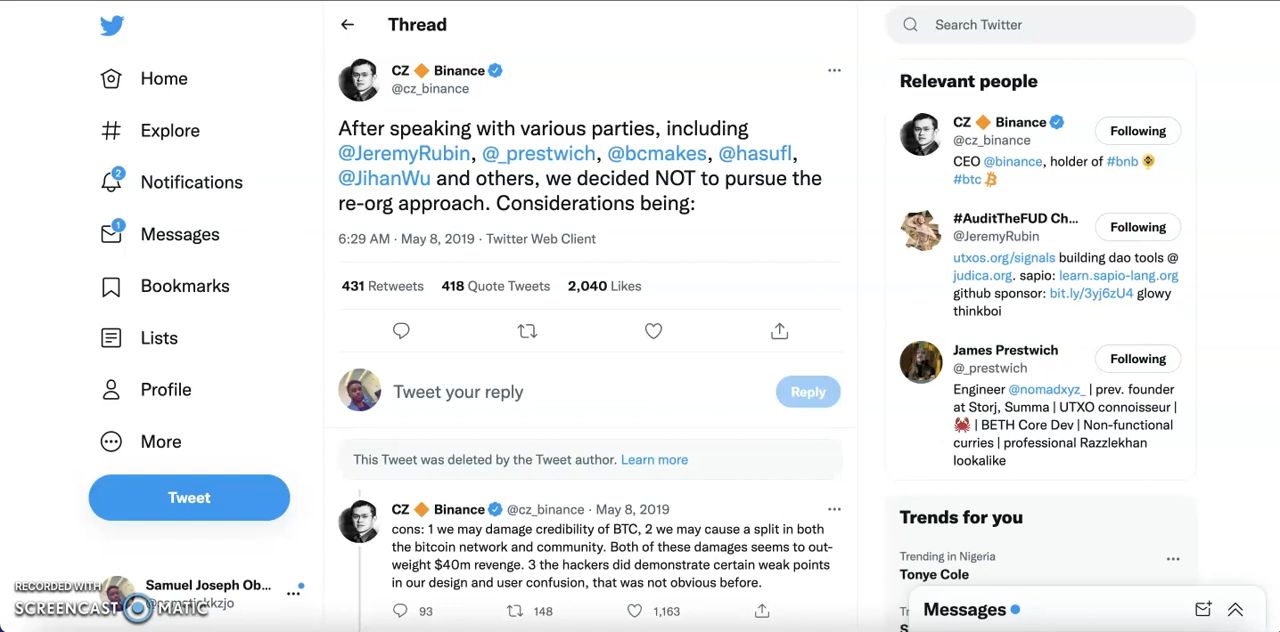 Home
Explore
2
Notifications
1
Messages
Bookmarks
Lists
Profile
More
Tweet
RECORDED WITH
SCREENCAST MATIC
Samuel Joseph Ob...
Thread
CZ Binance
@cz_binance
After speaking with various parties, including
@JeremyRubin, @_prestwich, @bcmakes, @hasufl,
@JihanWu and others, we decided NOT to pursue the
re-org approach. Considerations being:
6:29 AM · May 8, 2019 · Twitter Web Client
431 Retweets 418 Quote Tweets 2,040 Likes
Tweet your reply
Reply
This Tweet was deleted by the Tweet author. Learn more
CZ Binance @cz_binance · May 8, 2019
cons: 1 we may damage credibility of BTC, 2 we may cause a split in both
the bitcoin network and community. Both of these damages seems to out-
weight $40m revenge. 3 the hackers did demonstrate certain weak points
in our design and user confusion, that was not obvious before.
93 148 1,163
Search Twitter
Relevant people
CZ Binance
@cz_binance
Following
CEO @binance, holder of #bnb
#btc
#AuditTheFUD Ch...
@JeremyRubin
Following
utxos.org/signals building dao tools @
judica.org. sapio: learn.sapio-lang.org
github sponsor: bit.ly/3yj6zU4 glowy
thinkboi
James Prestwich
@_prestwich
Following
Engineer @nomadxyz_ | prev. founder
at Storj, Summa | UTXO connoisseur |
| BETH Core Dev | Non-functional
curries | professional Razzlekhan
lookalike
Trends for you
Trending in Nigeria
Tonye Cole
Messages